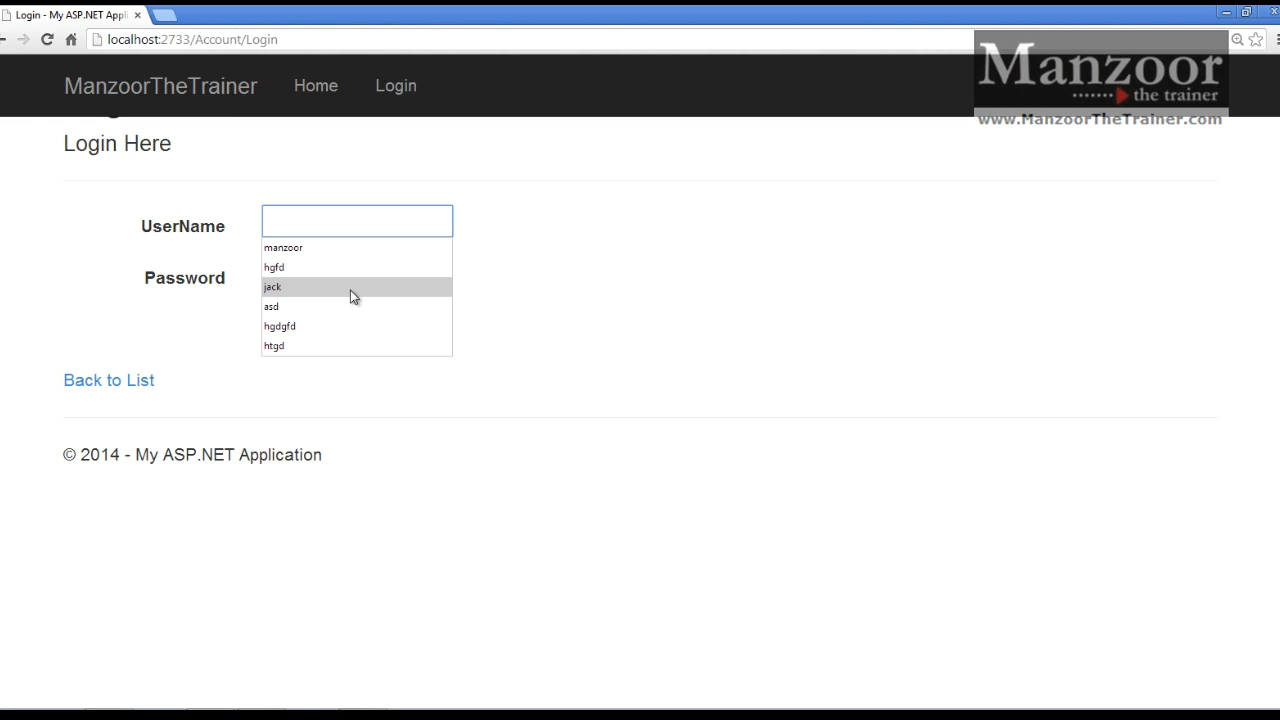 Login - My ASP.NET Appli
localhost:2733/Account/Login
ManzoorTheTrainer
Home
Login
Manzoor
the trainer
www.ManzoorTheTrainer.com
Login Here
UserName
manzoor
hgfd
Password
jack
asd
hgdgfd
htgd
Back to List
© 2014 - My ASP.NET Application